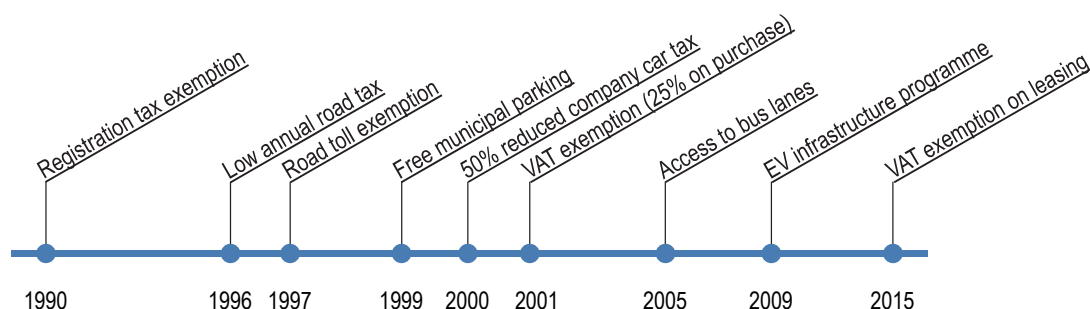 Registration tax exemption
Low annual road tax
Road toll exemption
Free municipal parking
50% reduced company car tax
VAT exemption (25% on purchase)
Access to bus lanes
EV infrastructure programme
VAT exemption on leasing
1990
1996
1997
1999
2000
2001
2005
2009
2015